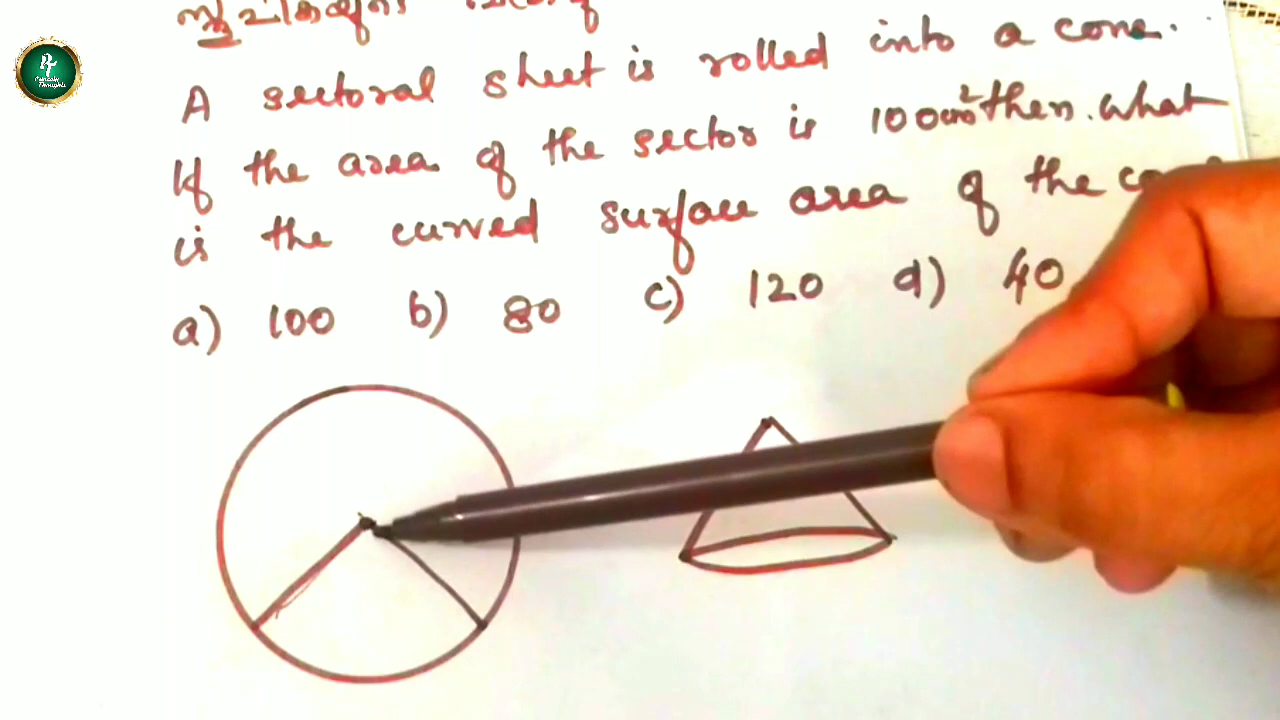 A sectoral sheet is rolled into a cone.
If the area of the sector is 100cm² then. what
is the curved surface area of the
a) 100 b) 80 c) 120 d) 40